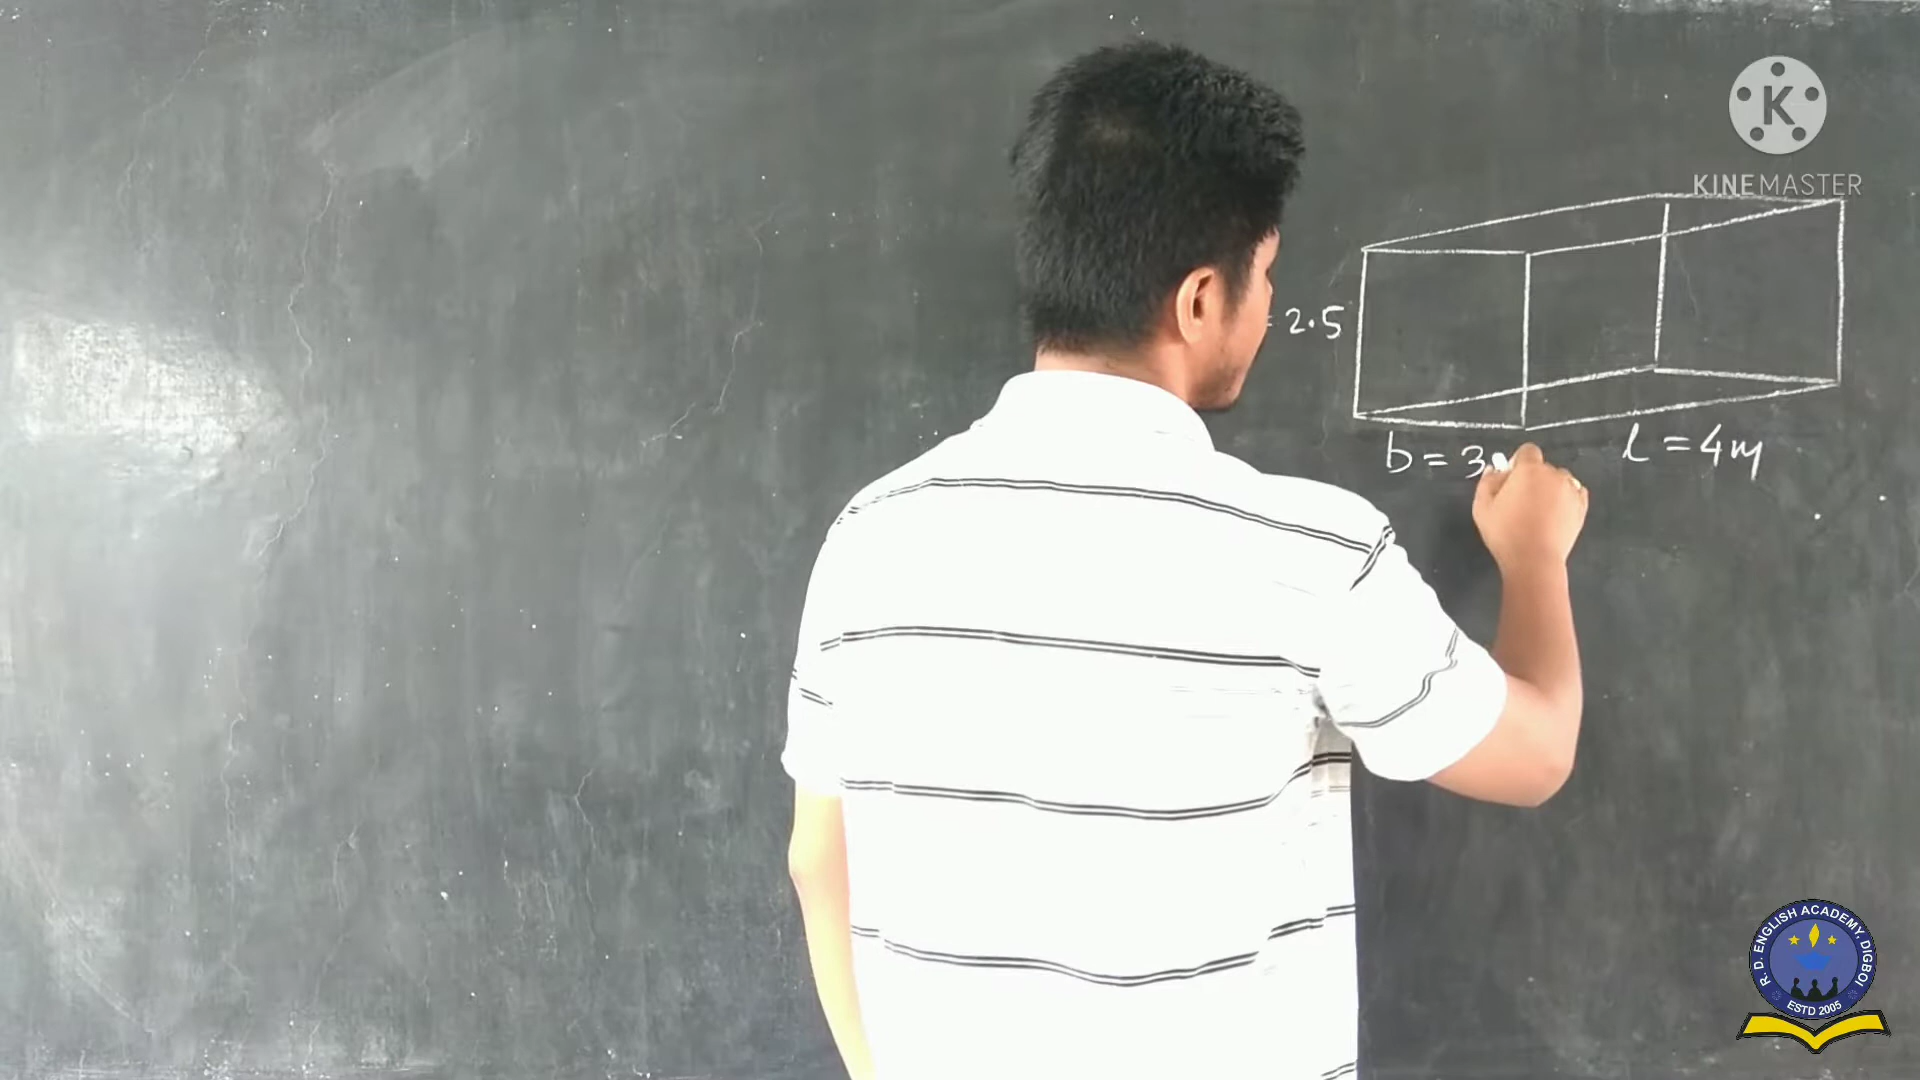 KINEMASTER
= 2.5
b = 3
l = 4m
R. D. ENGLISH ACADEMY, DIGBOI
ESTD 2005